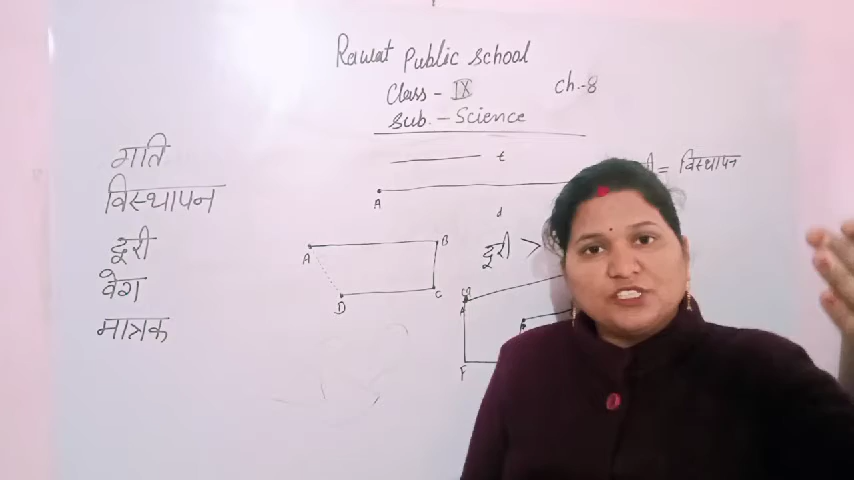 Rawat Public School
Class - IX
Ch.-8
Sub. - Science
गति
विस्थापन
दूरी
वेग
मात्रक
t
A
d
= विस्थापन
दूरी >
A B
D C
F